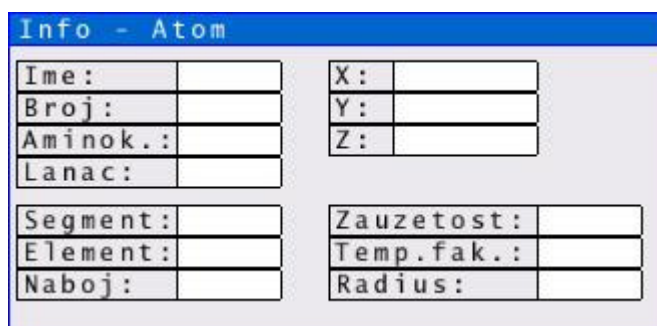 Info - Atom
Ime:
Broj:
Aminok.:
Lanac:
X:
Y:
Z:
Segment:
Element:
Naboj:
Zauzetost:
Temp.fak.:
Radius: